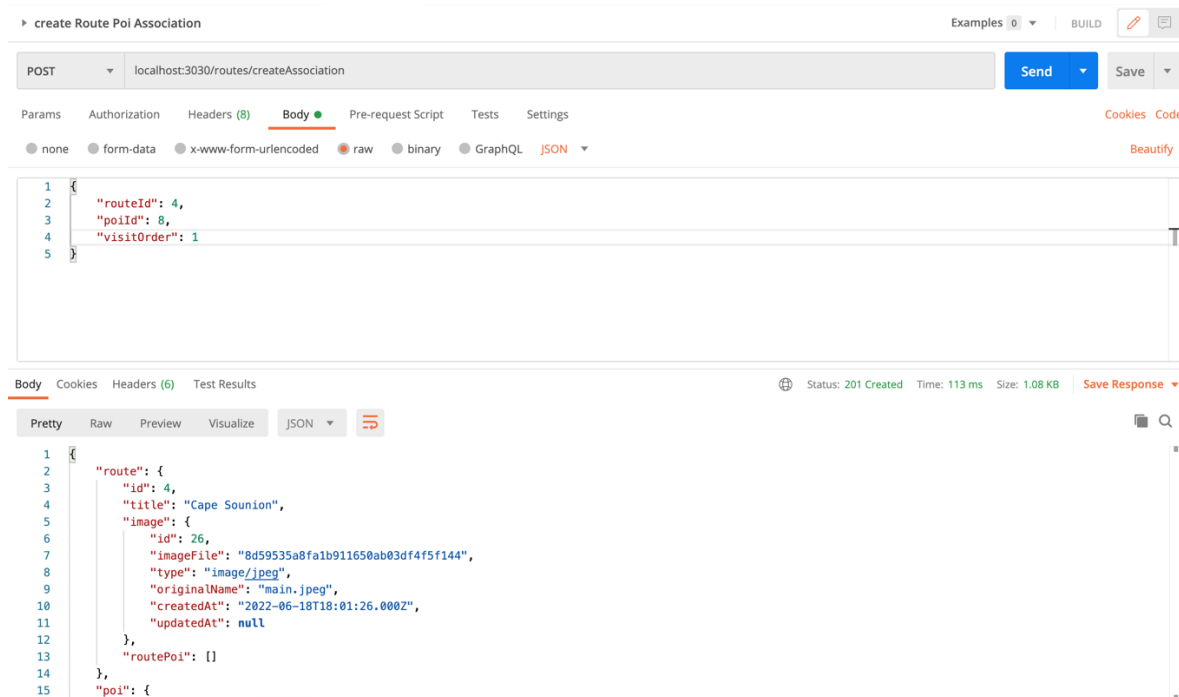 create Route Poi Association Examples 0 BUILD
POST localhost:3030/routes/createAssociation Send Save
Params Authorization Headers (8) Body Pre-request Script Tests Settings Cookies Code
none form-data x-www-form-urlencoded raw binary GraphQL JSON Beautify
1 {
2 "routeId": 4,
3 "poiId": 8,
4 "visitOrder": 1
5 }
Body Cookies Headers (6) Test Results Status: 201 Created Time: 113 ms Size: 1.08 KB Save Response
Pretty Raw Preview Visualize JSON
1 {
2 "route": {
3 "id": 4,
4 "title": "Cape Sounion",
5 "image": {
6 "id": 26,
7 "imageFile": "8d59535a8fa1b911650ab03df4f5f144",
8 "type": "image/jpeg",
9 "originalName": "main.jpeg",
10 "createdAt": "2022-06-18T18:01:26.000Z",
11 "updatedAt": null
12 },
13 "routePoi": []
14 },
15 "poi": {